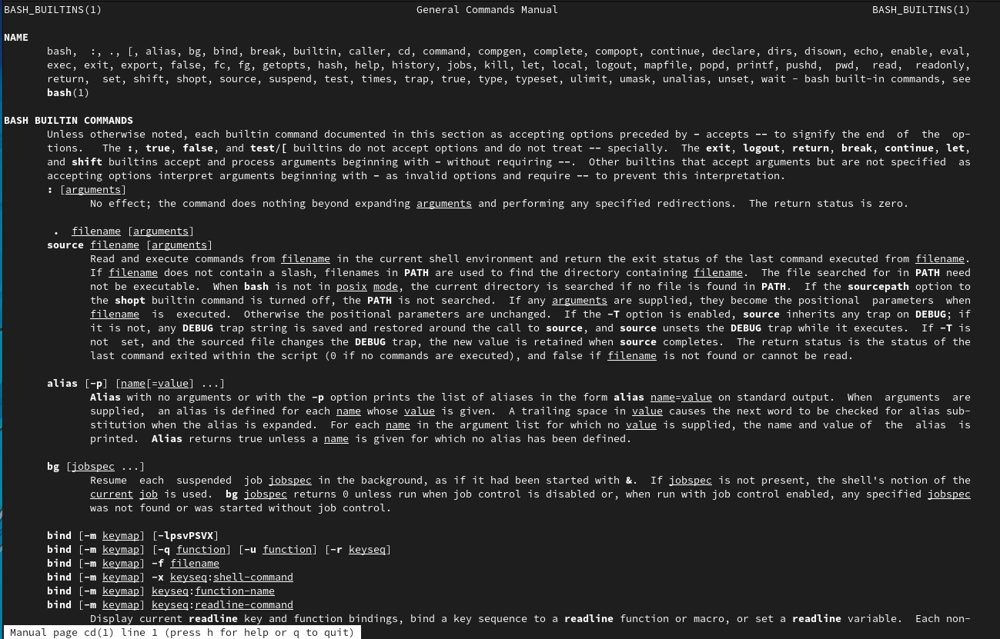 BASH_BUILTINS(1) General Commands Manual BASH_BUILTINS(1)
NAME
bash, :, ., [, alias, bg, bind, break, builtin, caller, cd, command, compgen, complete, compopt, continue, declare, dirs, disown, echo, enable, eval,
exec, exit, export, false, fc, fg, getopts, hash, help, history, jobs, kill, let, local, logout, mapfile, popd, printf, pushd, pwd, read, readonly,
return, set, shift, shopt, source, suspend, test, times, trap, true, type, typeset, ulimit, umask, unalias, unset, wait - bash built-in commands, see
bash(1)
BASH BUILTIN COMMANDS
Unless otherwise noted, each builtin command documented in this section as accepting options preceded by - accepts -- to signify the end of the op-
tions. The :, true, false, and test/[ builtins do not accept options and do not treat -- specially. The exit, logout, return, break, continue, let,
and shift builtins accept and process arguments beginning with - without requiring --. Other builtins that accept arguments but are not specified as
accepting options interpret arguments beginning with - as invalid options and require -- to prevent this interpretation.
: [arguments]
No effect; the command does nothing beyond expanding arguments and performing any specified redirections. The return status is zero.
. filename [arguments]
source filename [arguments]
Read and execute commands from filename in the current shell environment and return the exit status of the last command executed from filename.
If filename does not contain a slash, filenames in PATH are used to find the directory containing filename. The file searched for in PATH need
not be executable. When bash is not in posix mode, the current directory is searched if no file is found in PATH. If the sourcepath option to
the shopt builtin command is turned off, the PATH is not searched. If any arguments are supplied, they become the positional parameters when
filename is executed. Otherwise the positional parameters are unchanged. If the -T option is enabled, source inherits any trap on DEBUG; if
it is not, any DEBUG trap string is saved and restored around the call to source, and source unsets the DEBUG trap while it executes. If -T is
not set, and the sourced file changes the DEBUG trap, the new value is retained when source completes. The return status is the status of the
last command exited within the script (0 if no commands are executed), and false if filename is not found or cannot be read.
alias [-p] [name[=value] ...]
Alias with no arguments or with the -p option prints the list of aliases in the form alias name=value on standard output. When arguments are
supplied, an alias is defined for each name whose value is given. A trailing space in value causes the next word to be checked for alias sub-
stitution when the alias is expanded. For each name in the argument list for which no value is supplied, the name and value of the alias is
printed. Alias returns true unless a name is given for which no alias has been defined.
bg [jobspec ...]
Resume each suspended job jobspec in the background, as if it had been started with &. If jobspec is not present, the shell's notion of the
current job is used. bg jobspec returns 0 unless run when job control is disabled or, when run with job control enabled, any specified jobspec
was not found or was started without job control.
bind [-m keymap] [-lpsvPSVX]
bind [-m keymap] [-q function] [-u function] [-r keyseq]
bind [-m keymap] -f filename
bind [-m keymap] -x keyseq:shell-command
bind [-m keymap] keyseq:function-name
bind [-m keymap] keyseq:readline-command
Display current readline key and function bindings, bind a key sequence to a readline function or macro, or set a readline variable. Each non-
Manual page cd(1) line 1 (press h for help or q to quit)